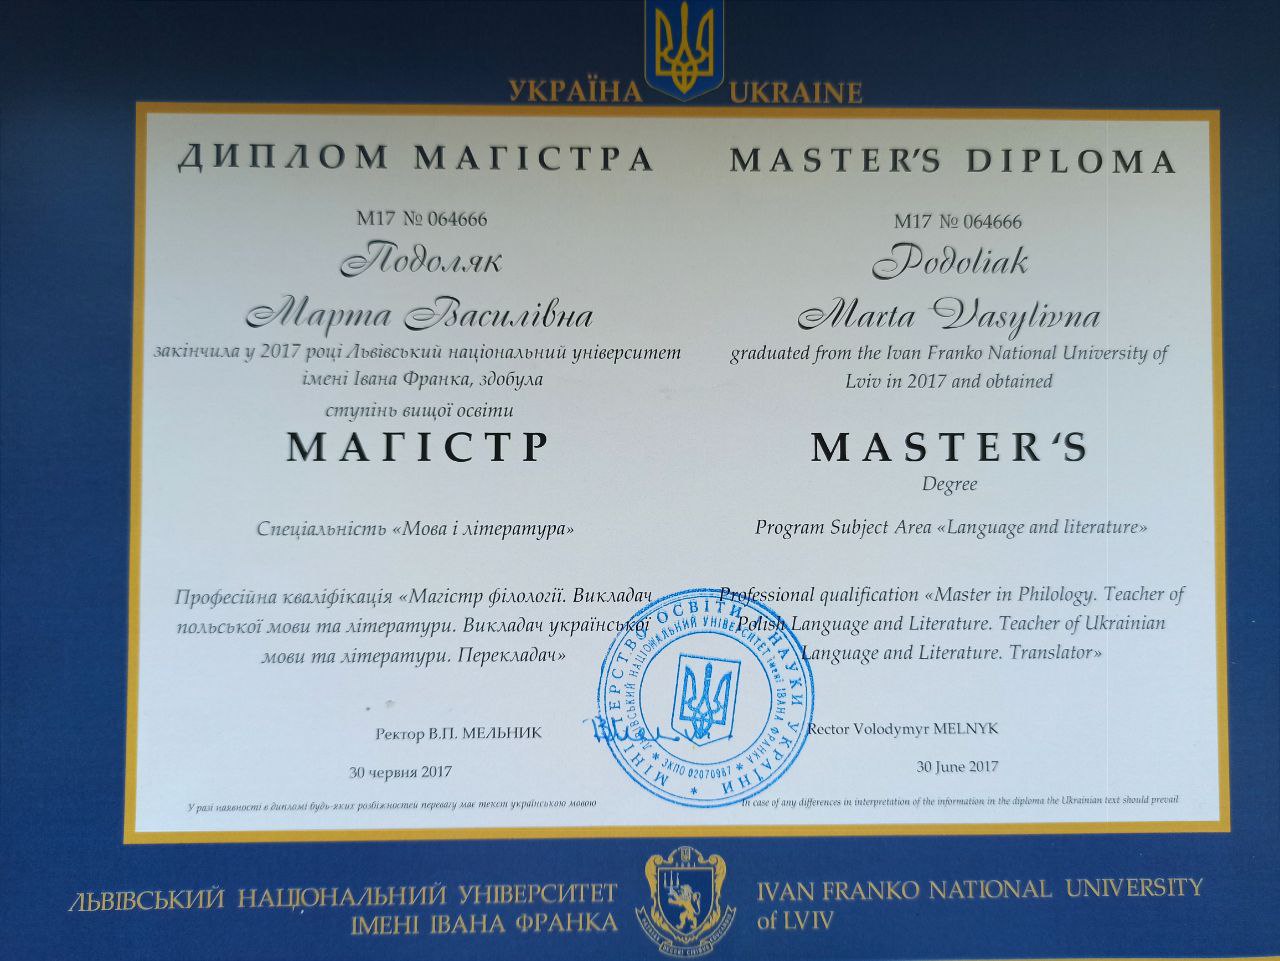 УКРАЇНА UKRAINE
ДИПЛОМ МАГІСТРА
М17 № 064666
Подоляк
Марта Василівна
закінчила у 2017 році Львівський національний університет
імені Івана Франка, здобула
ступінь вищої освіти
МАГІСТР
Спеціальність «Мова і література»
Професійна кваліфікація «Магістр філології. Викладач
польської мови та літератури. Викладач української
мови та літератури. Перекладач»
Ректор В.П. МЕЛЬНИК
30 червня 2017
У разі наявності в дипломі будь-яких розбіжностей перевагу має текст українською мовою
MASTER'S DIPLOMA
M17 № 064666
Podoliak
Marta Vasylivna
graduated from the Ivan Franko National University of
Lviv in 2017 and obtained
MASTER ‘S
Degree
Program Subject Area «Language and literature»
Professional qualification «Master in Philology. Teacher of
Polish Language and Literature. Teacher of Ukrainian
Language and Literature. Translator»
Rector Volodymyr MELNYK
30 June 2017
In case of any differences in interpretation of the information in the diploma the Ukrainian text should prevail
МІНІСТЕРСТВО ОСВІТИ І НАУКИ УКРАЇНИ
ЛЬВІВСЬКИЙ НАЦІОНАЛЬНИЙ УНІВЕРСИТЕТ імені ІВАНА ФРАНКА
* ЗКПО 02070987 *
ЛЬВІВСЬКИЙ НАЦІОНАЛЬНИЙ УНІВЕРСИТЕТ
ІМЕНІ ІВАНА ФРАНКА
IVAN FRANKO NATIONAL UNIVERSITY
of LVIV